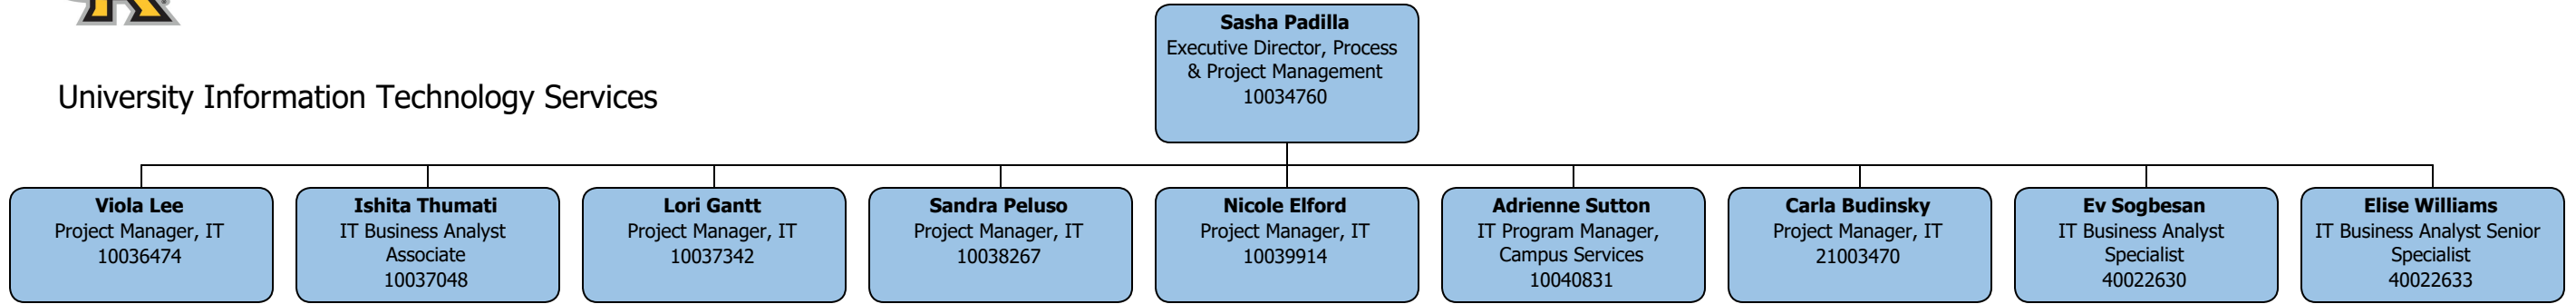 Sasha Padilla
Executive Director, Process
& Project Management
10034760
University Information Technology Services
Viola Lee
Project Manager, IT
10036474
Ishita Thumati
IT Business Analyst
Associate
10037048
Lori Gantt
Project Manager, IT
10037342
Sandra Peluso
Project Manager, IT
10038267
Nicole Elford
Project Manager, IT
10039914
Adrienne Sutton
IT Program Manager,
Campus Services
10040831
Carla Budinsky
Project Manager, IT
21003470
Ev Sogbesan
IT Business Analyst
Specialist
40022630
Elise Williams
IT Business Analyst Senior
Specialist
40022633